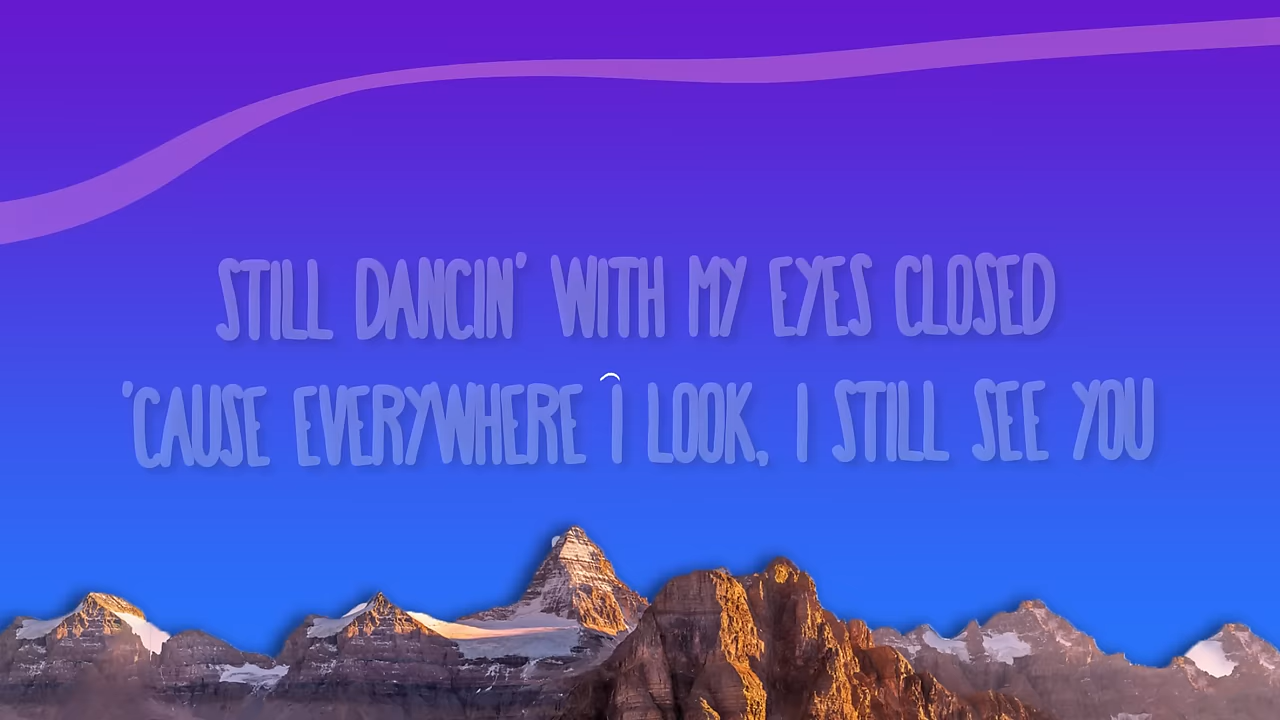 STILL DANCIN' WITH MY EYES CLOSED
'CAUSE EVERYWHERE I LOOK, I STILL SEE YOU